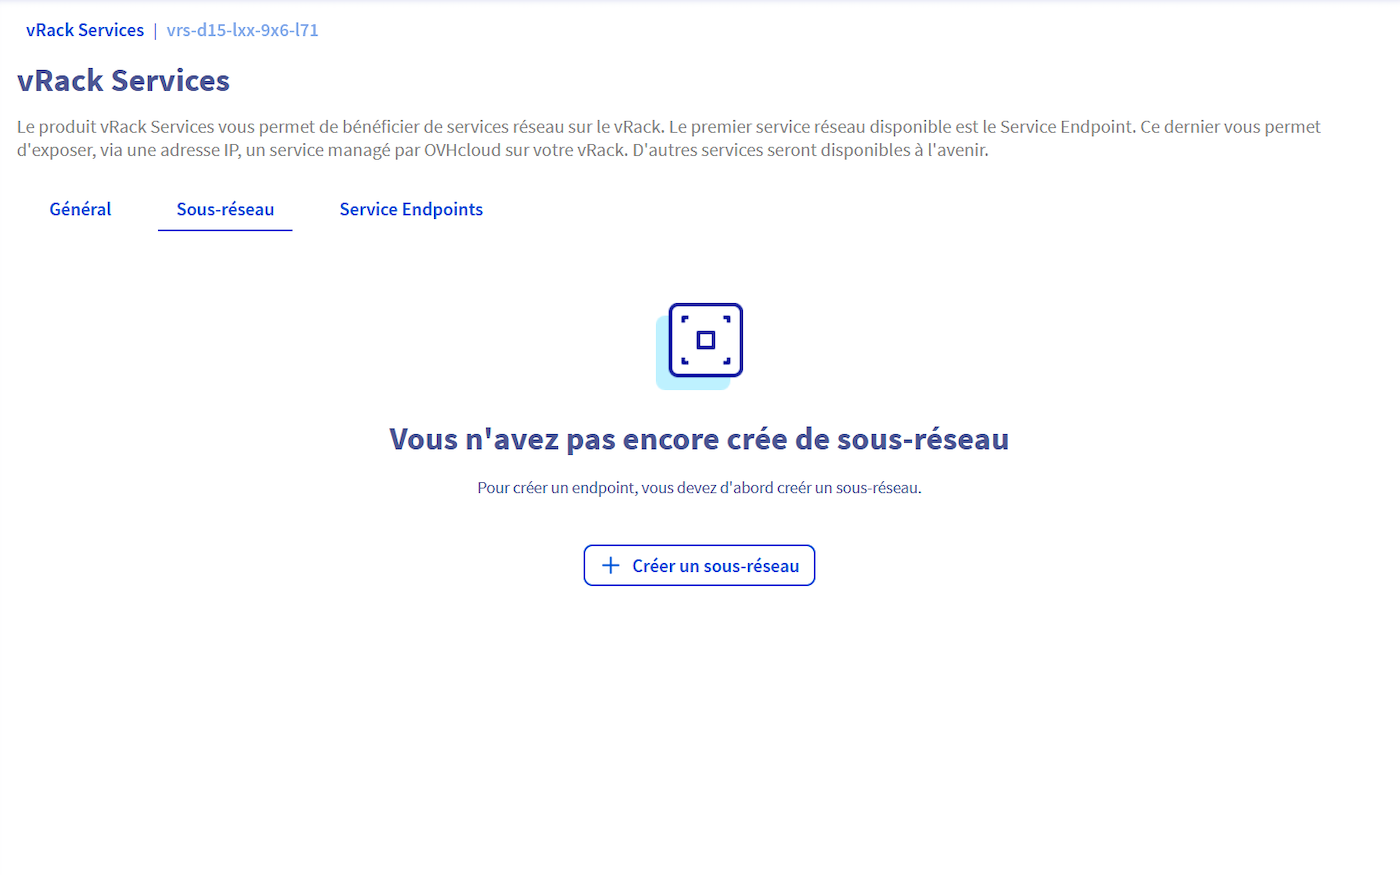 vRack Services | vrs-d15-lxx-9x6-l71
vRack Services
Le produit vRack Services vous permet de bénéficier de services réseau sur le vRack. Le premier service réseau disponible est le Service Endpoint. Ce dernier vous permet
d'exposer, via une adresse IP, un service managé par OVHcloud sur votre vRack. D'autres services seront disponibles à l'avenir.
Général Sous-réseau Service Endpoints
Vous n'avez pas encore crée de sous-réseau
Pour créer un endpoint, vous devez d'abord creér un sous-réseau.
Créer un sous-réseau